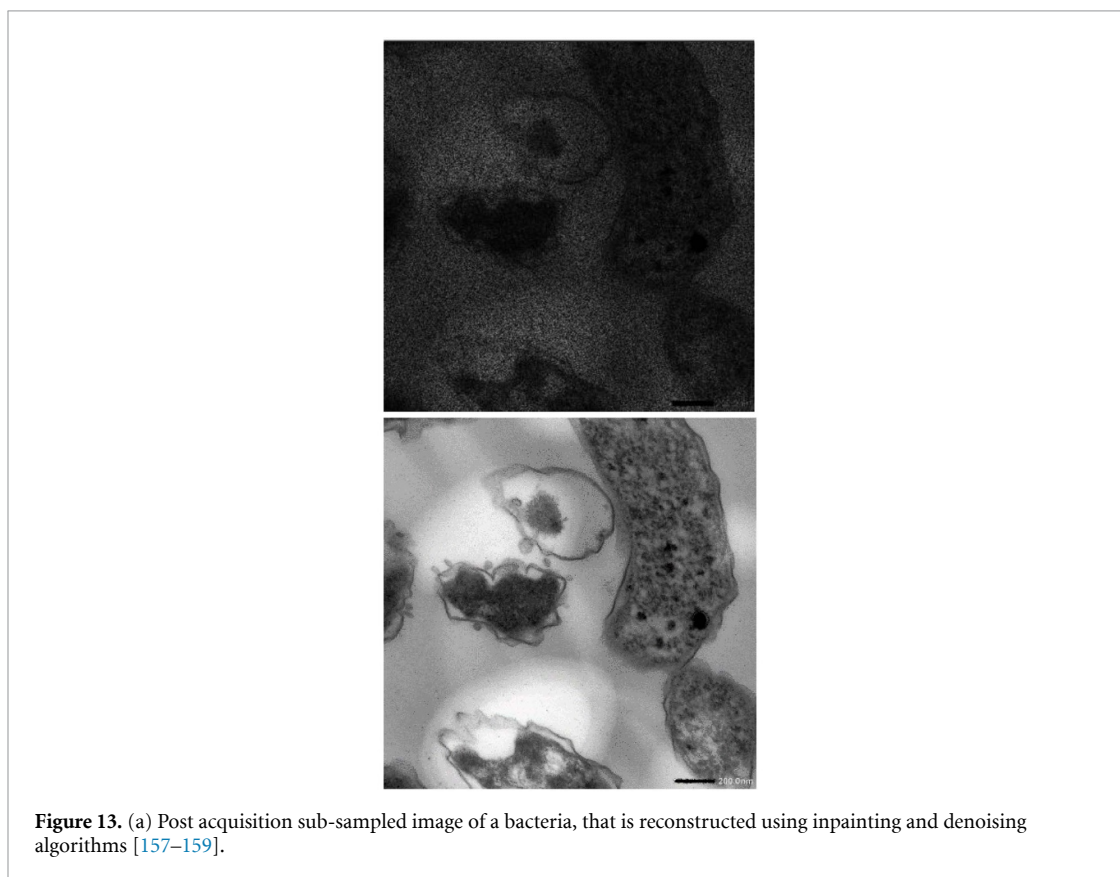 200.0nm
Figure 13. (a) Post acquisition sub-sampled image of a bacteria, that is reconstructed using inpainting and denoising
algorithms [157–159].